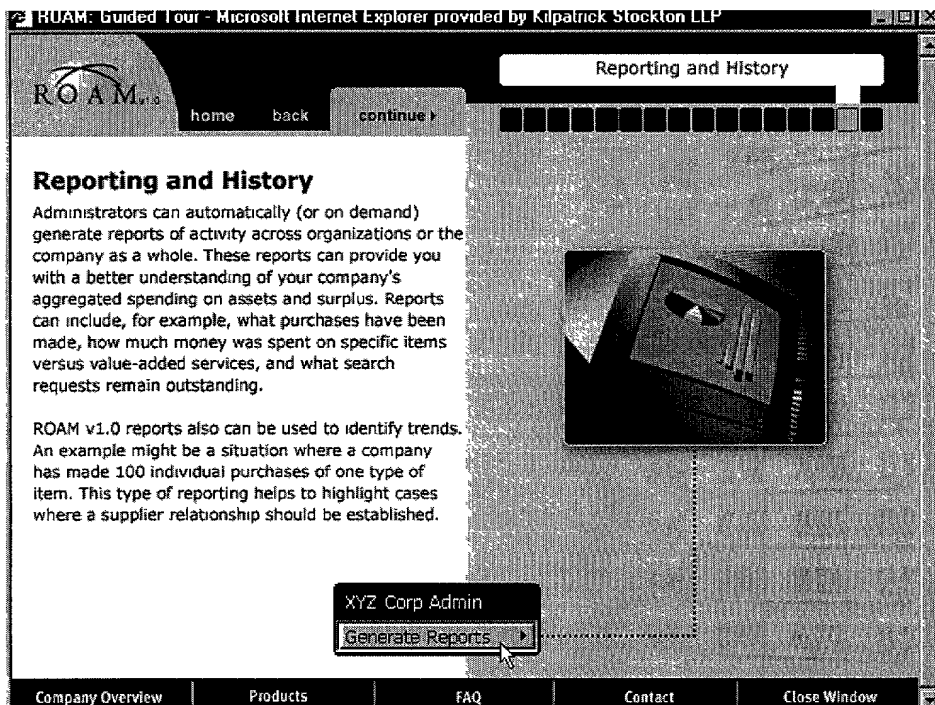 ROAM: Guided Tour - Microsoft Internet Explorer provided by Kilpatrick Stockton LLP
Reporting and History
ROAM v1.0
home back continue
Reporting and History
Administrators can automatically (or on demand)
generate reports of activity across organizations or the
company as a whole. These reports can provide you
with a better understanding of your company's
aggregated spending on assets and surplus. Reports
can include, for example, what purchases have been
made, how much money was spent on specific items
versus value-added services, and what search
requests remain outstanding.
ROAM v1.0 reports also can be used to identify trends.
An example might be a situation where a company
has made 100 individual purchases of one type of
item. This type of reporting helps to highlight cases
where a supplier relationship should be established.
XYZ Corp Admin
Generate Reports
Company Overview Products FAQ Contact Close Window